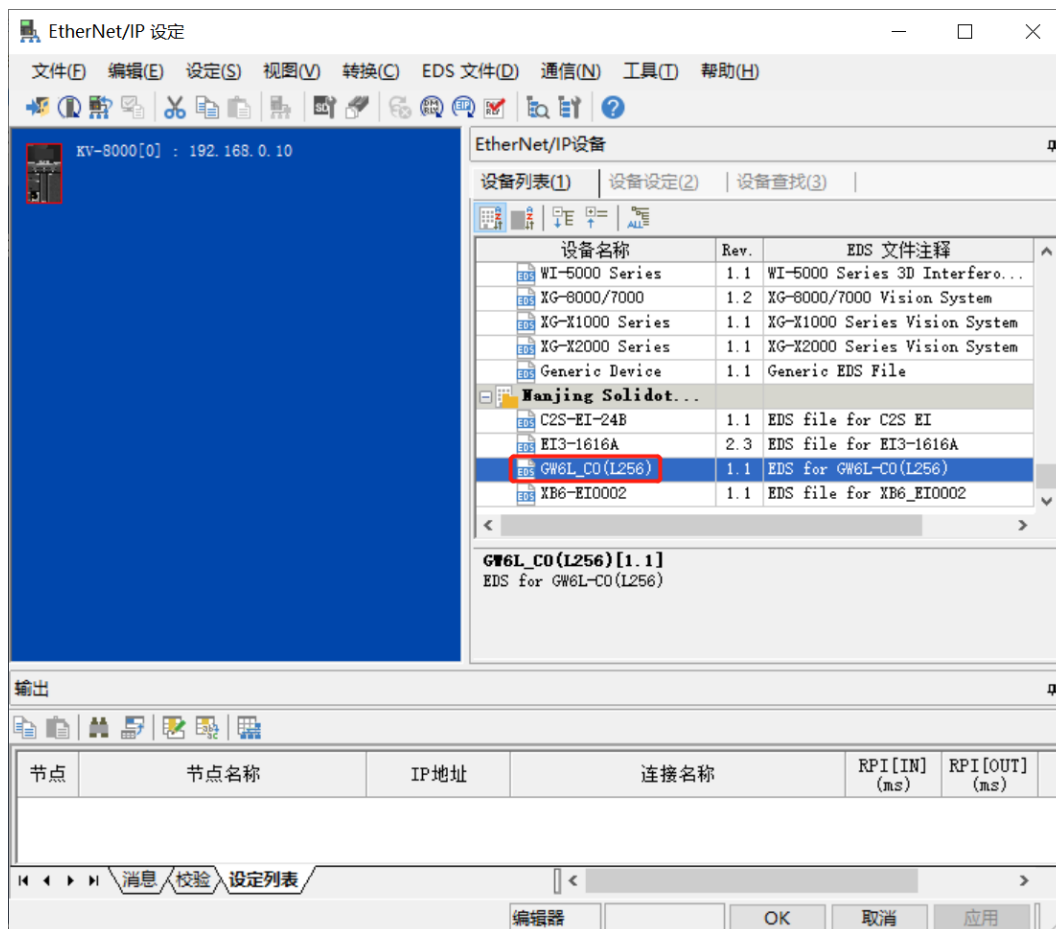 EtherNet/IP 设定
文件(F) 编辑(E) 设定(S) 视图(V) 转换(C) EDS 文件(D) 通信(N) 工具(T) 帮助(H)
KV-8000[0] : 192.168.0.10
EtherNet/IP设备
设备列表(1) 设备设定(2) 设备查找(3)
设备名称 Rev. EDS 文件注释
WI-5000 Series 1.1 WI-5000 Series 3D Interfero...
XG-8000/7000 1.2 XG-8000/7000 Vision System
XG-X1000 Series 1.1 XG-X1000 Series Vision System
XG-X2000 Series 1.1 XG-X2000 Series Vision System
Generic Device 1.1 Generic EDS File
Nanjing Solidot...
C2S-EI-24B 1.1 EDS file for C2S EI
EI3-1616A 2.3 EDS file for EI3-1616A
GW6L_CO(L256) 1.1 EDS for GW6L-CO(L256)
XB6-EI0002 1.1 EDS file for XB6_EI0002
GW6L_CO(L256)[1.1]
EDS for GW6L-CO(L256)
输出
节点 节点名称 IP地址 连接名称 RPI[IN] (ms) RPI[OUT] (ms)
消息 校验 设定列表
编辑器 OK 取消 应用